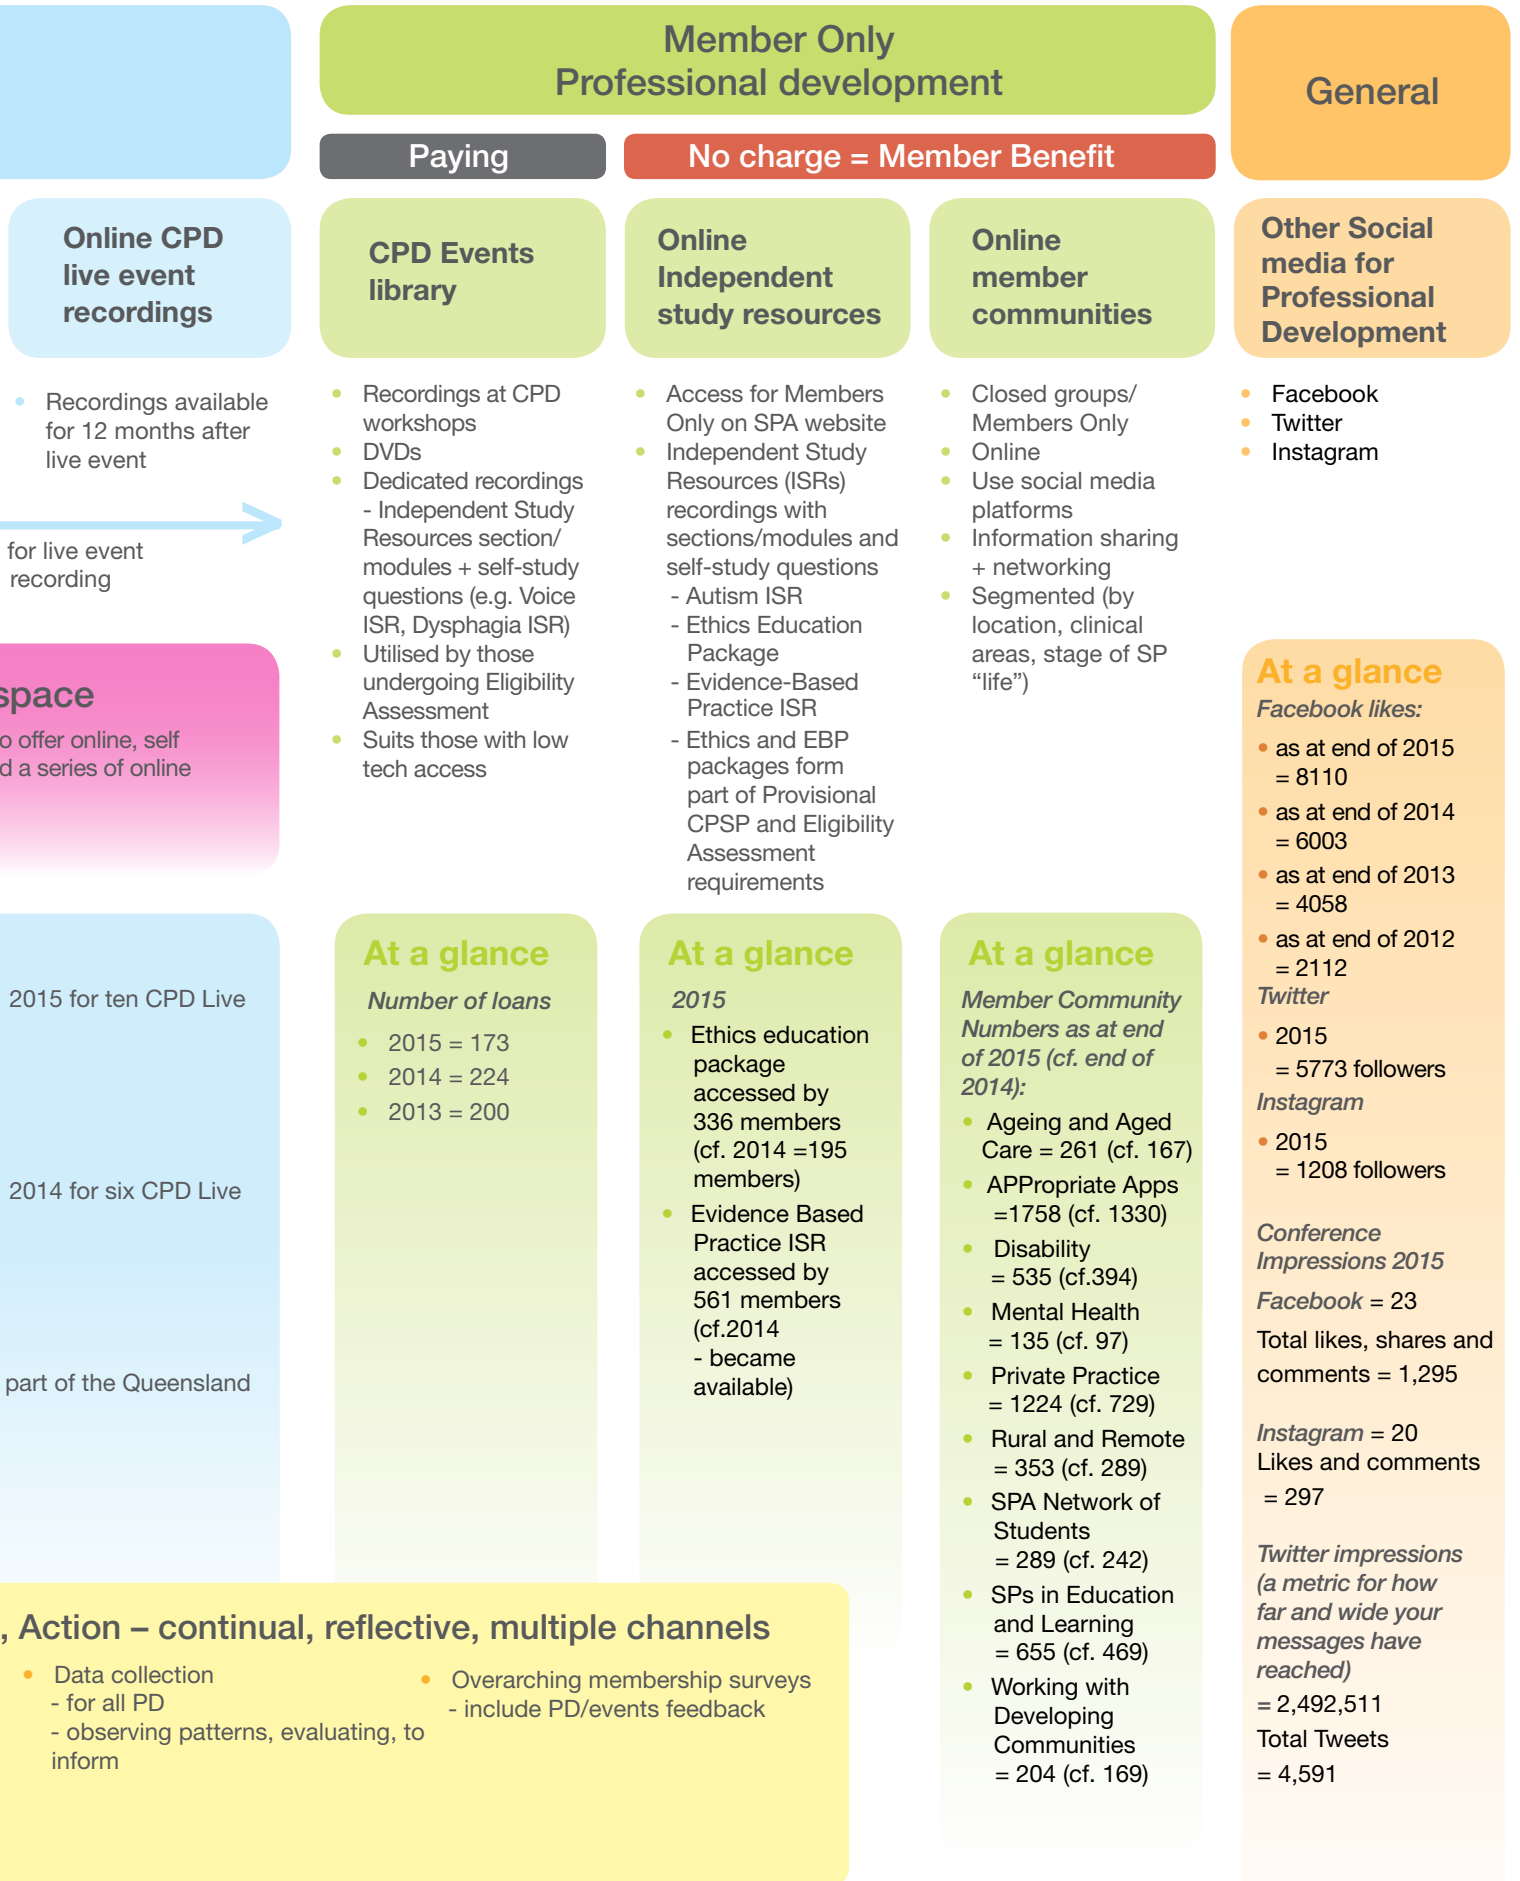 Member Only
Professional development
General
Paying
No charge = Member Benefit
Online CPD
live event
recordings
• Recordings available
for 12 months after
live event
for live event
recording
space
o offer online, self
d a series of online
2015 for ten CPD Live
2014 for six CPD Live
part of the Queensland
CPD Events
library
• Recordings at CPD
workshops
• DVDs
• Dedicated recordings
- Independent Study
Resources section/
modules + self-study
questions (e.g. Voice
ISR, Dysphagia ISR)
• Utilised by those
undergoing Eligibility
Assessment
• Suits those with low
tech access
At a glance
Number of loans
• 2015 = 173
• 2014 = 224
• 2013 = 200
Online
Independent
study resources
• Access for Members
Only on SPA website
• Independent Study
Resources (ISRs)
recordings with
sections/modules and
self-study questions
- Autism ISR
- Ethics Education
Package
- Evidence-Based
Practice ISR
- Ethics and EBP
packages form
part of Provisional
CPSP and Eligibility
Assessment
requirements
At a glance
2015
• Ethics education
package
accessed by
336 members
(cf. 2014 =195
members)
• Evidence Based
Practice ISR
accessed by
561 members
(cf.2014
- became
available)
Online
member
communities
• Closed groups/
Members Only
• Online
• Use social media
platforms
• Information sharing
+ networking
• Segmented (by
location, clinical
areas, stage of SP
“life”)
At a glance
Member Community
Numbers as at end
of 2015 (cf. end of
2014):
• Ageing and Aged
Care = 261 (cf. 167)
• APPropriate Apps
=1758 (cf. 1330)
• Disability
= 535 (cf.394)
• Mental Health
= 135 (cf. 97)
• Private Practice
= 1224 (cf. 729)
• Rural and Remote
= 353 (cf. 289)
• SPA Network of
Students
= 289 (cf. 242)
• SPs in Education
and Learning
= 655 (cf. 469)
• Working with
Developing
Communities
= 204 (cf. 169)
Other Social
media for
Professional
Development
• Facebook
• Twitter
• Instagram
At a glance
Facebook likes:
• as at end of 2015
= 8110
• as at end of 2014
= 6003
• as at end of 2013
= 4058
• as at end of 2012
= 2112
Twitter
• 2015
= 5773 followers
Instagram
• 2015
= 1208 followers
Conference
Impressions 2015
Facebook = 23
Total likes, shares and
comments = 1,295
Instagram = 20
Likes and comments
= 297
Twitter impressions
(a metric for how
far and wide your
messages have
reached)
= 2,492,511
Total Tweets
= 4,591
, Action – continual, reflective, multiple channels
• Data collection
- for all PD
- observing patterns, evaluating, to
inform
• Overarching membership surveys
- include PD/events feedback